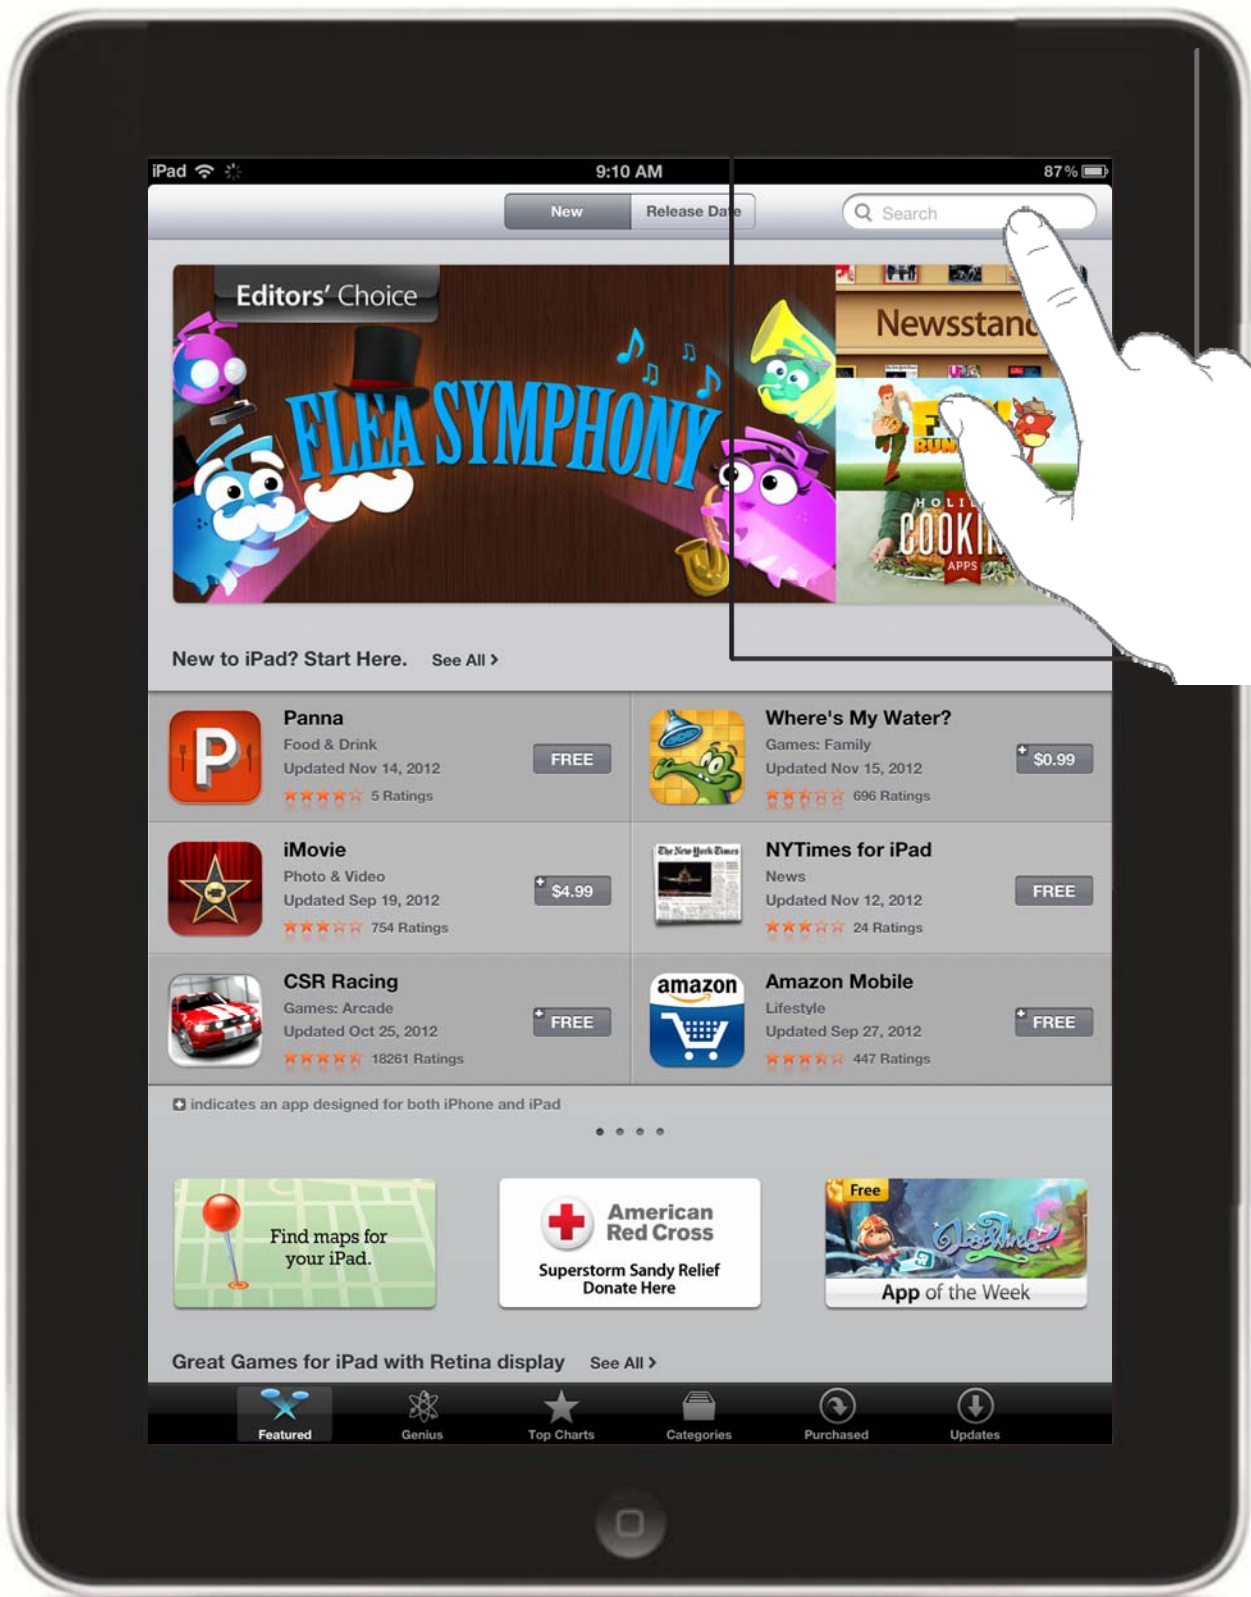 iPad
9:10 AM
87%
New
Release Date
Search
Editors' Choice
FLEA SYMPHONY
Newsstand
RUN
COOKIN
APPS
New to iPad? Start Here. See All >
Panna
Food & Drink
Updated Nov 14, 2012
5 Ratings
FREE
Where's My Water?
Games: Family
Updated Nov 15, 2012
696 Ratings
+ $0.99
iMovie
Photo & Video
Updated Sep 19, 2012
754 Ratings
+ $4.99
The New York Times
NYTimes for iPad
News
Updated Nov 12, 2012
24 Ratings
FREE
CSR Racing
Games: Arcade
Updated Oct 25, 2012
18261 Ratings
+ FREE
amazon
Amazon Mobile
Lifestyle
Updated Sep 27, 2012
447 Ratings
+ FREE
+ indicates an app designed for both iPhone and iPad
Find maps for
your iPad.
American
Red Cross
Superstorm Sandy Relief
Donate Here
Free
App of the Week
Great Games for iPad with Retina display See All >
Featured
Genius
Top Charts
Categories
Purchased
Updates